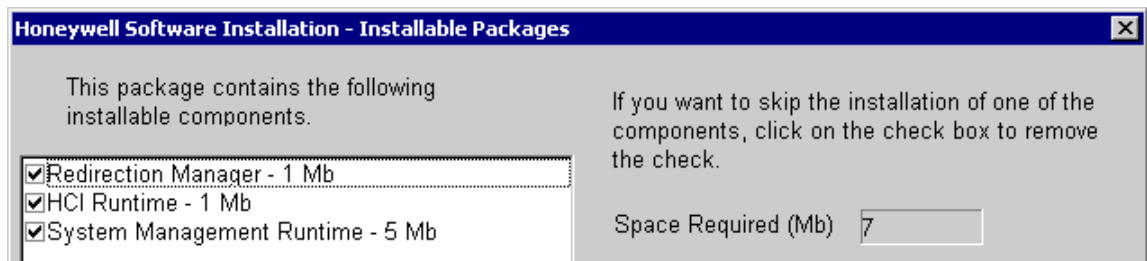 Honeywell Software Installation - Installable Packages
This package contains the following
installable components.
If you want to skip the installation of one of the
components, click on the check box to remove
the check.
Redirection Manager - 1 Mb
HCI Runtime - 1 Mb
System Management Runtime - 5 Mb
Space Required (Mb) 7